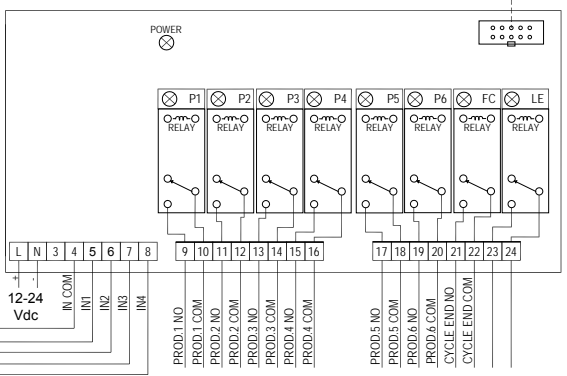 POWER
P1 P2 P3 P4 P5 P6 FC LE
RELAY RELAY RELAY RELAY RELAY RELAY RELAY RELAY
L N 3 4 5 6 7 8 9 10 11 12 13 14 15 16 17 18 19 20 21 22 23 24
+ -
12-24
Vdc
IN COM
IN1
IN2
IN3
IN4
PROD.1 NO
PROD.1 COM
PROD.2 NO
PROD.2 COM
PROD.3 NO
PROD.3 COM
PROD.4 NO
PROD.4 COM
PROD.5 NO
PROD.5 COM
PROD.6 NO
PROD.6 COM
CYCLE END NO
CYCLE END COM